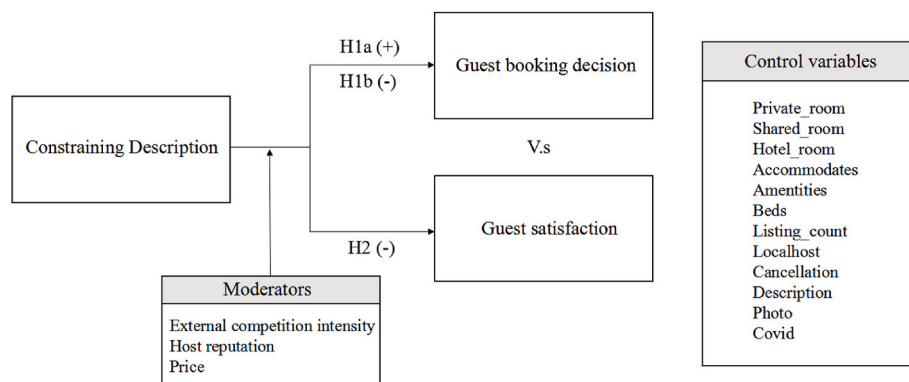 Constraining Description
H1a (+)
H1b (-)
Guest booking decision
V.s
H2 (-)
Guest satisfaction
Moderators
External competition intensity
Host reputation
Price
Control variables
Private_room
Shared_room
Hotel_room
Accommodates
Amentities
Beds
Listing_count
Localhost
Cancellation
Description
Photo
Covid